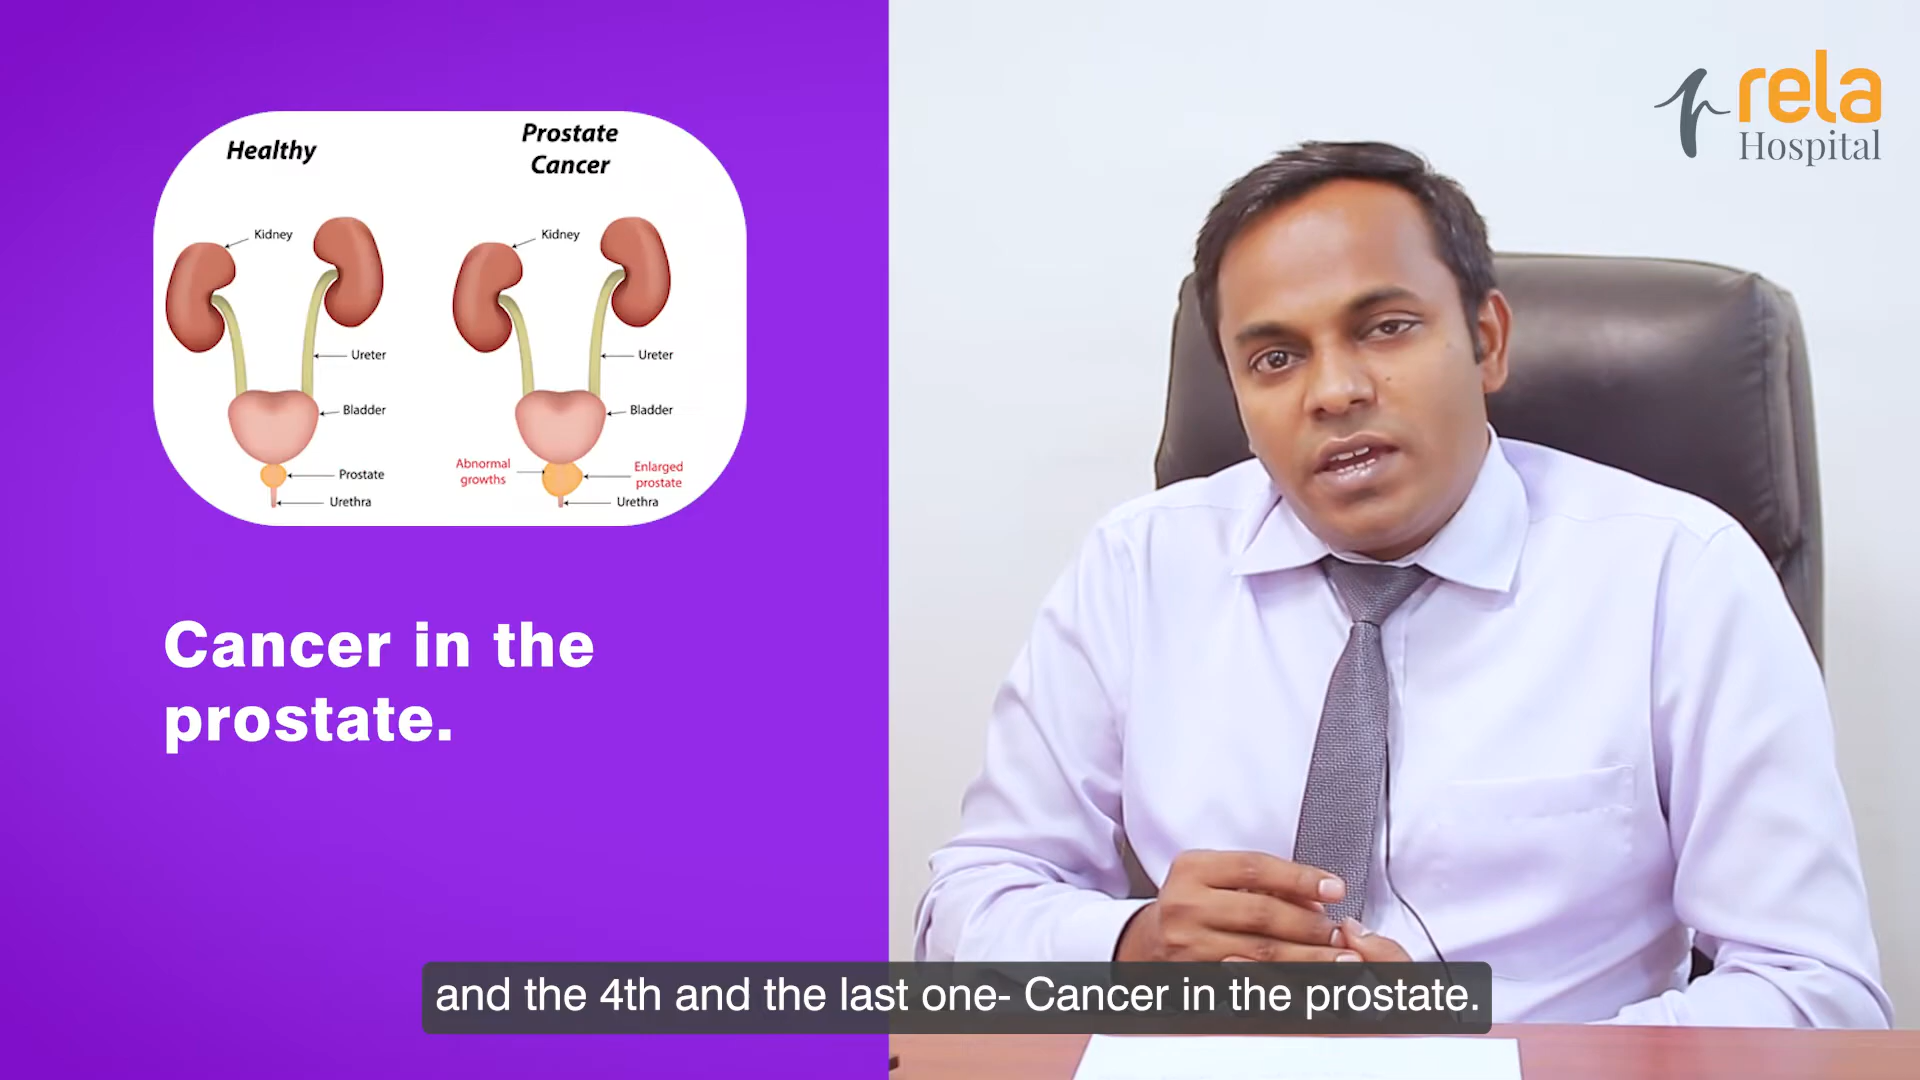 Healthy
Prostate
Cancer
Kidney
Kidney
Ureter
Ureter
Bladder
Bladder
Prostate
Urethra
Abnormal
growths
Enlarged
prostate
Urethra
Cancer in the
prostate.
rela
Hospital
and the 4th and the last one- Cancer in the prostate.